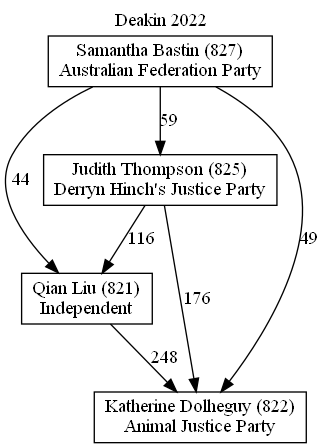 Deakin 2022
Samantha Bastin (827)
Australian Federation Party
59
Judith Thompson (825)
Derryn Hinch's Justice Party
44
116
49
Qian Liu (821)
Independent
176
248
Katherine Dolheguy (822)
Animal Justice Party